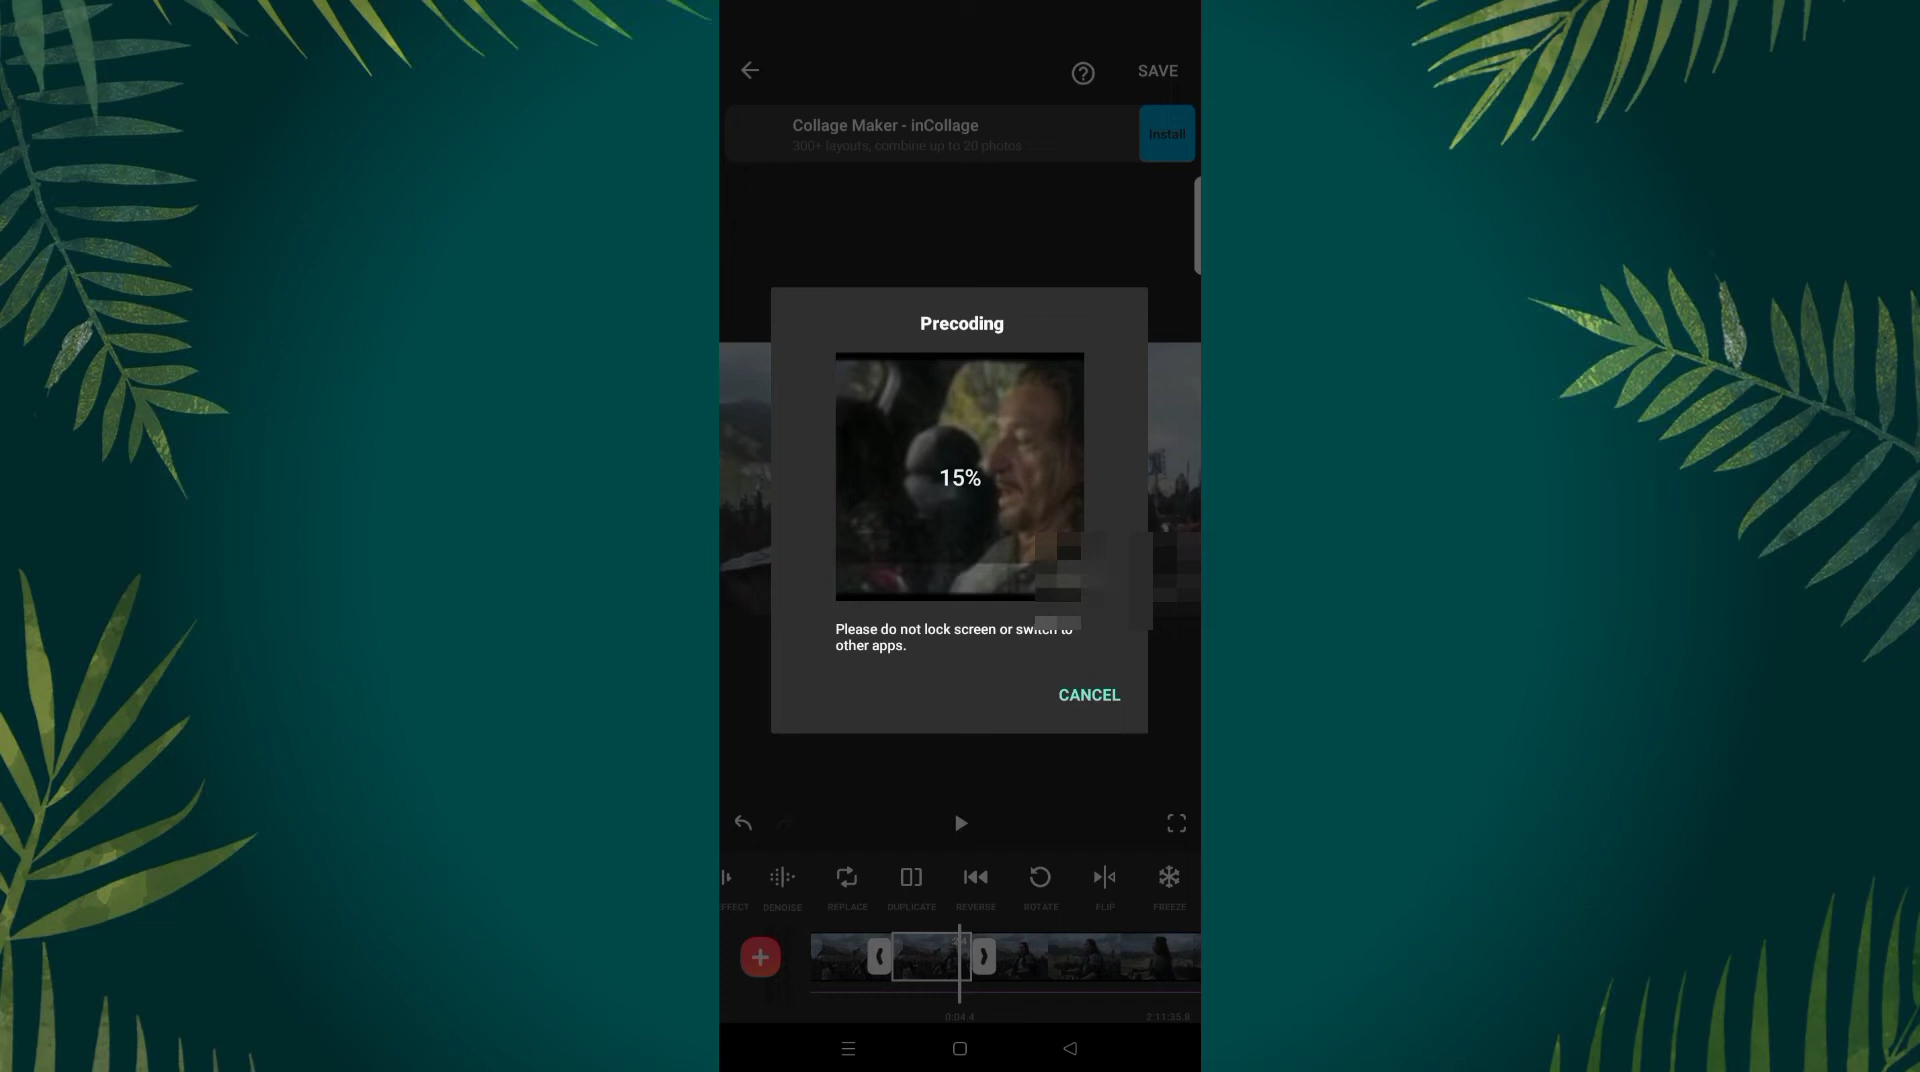 SAVE
Collage Maker - inCollage
300+ layouts, combine up to 20 photos
Install
Precoding
15%
Please do not lock screen or switch to
other apps.
CANCEL
FFECT DENOISE REPLACE DUPLICATE REVERSE ROTATE FLIP FREEZE
0:04.4 2:11:35.8